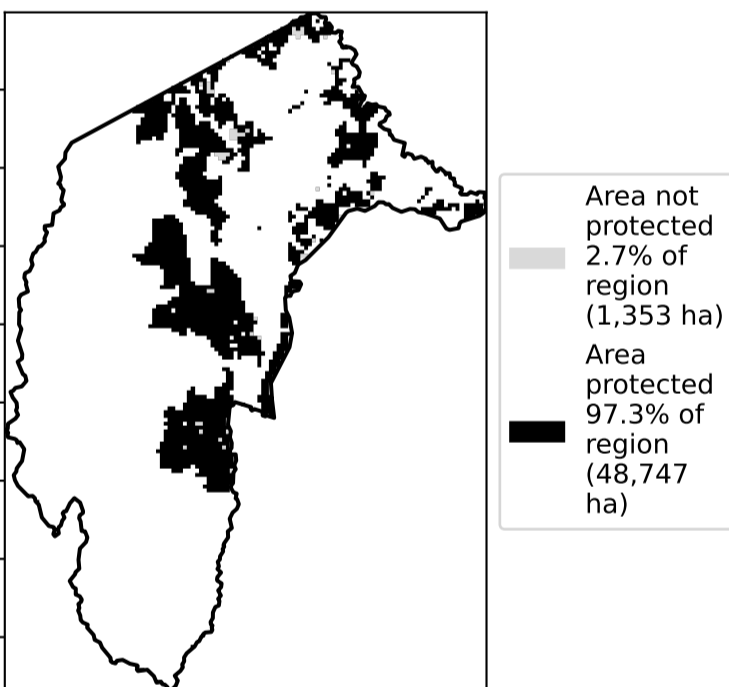 Area not
protected
2.7% of
region
(1,353 ha)
Area
protected
97.3% of
region
(48,747
ha)